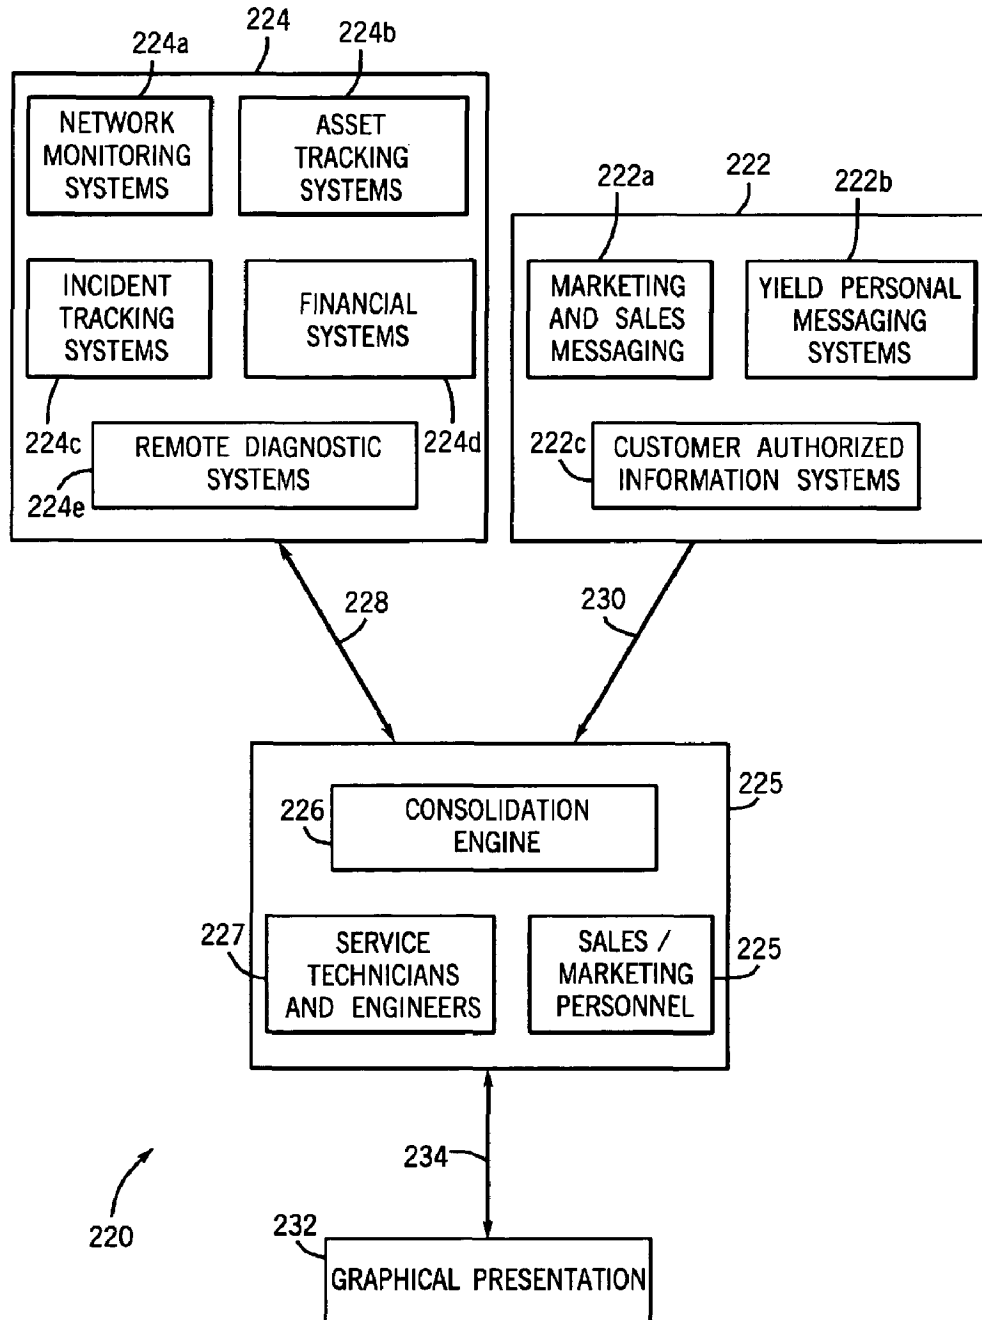 224
224a
224b
NETWORK
MONITORING
SYSTEMS
ASSET
TRACKING
SYSTEMS
222a
222
222b
INCIDENT
TRACKING
SYSTEMS
FINANCIAL
SYSTEMS
MARKETING
AND SALES
MESSAGING
YIELD PERSONAL
MESSAGING
SYSTEMS
224c
REMOTE DIAGNOSTIC
SYSTEMS
224d
224e
222c
CUSTOMER AUTHORIZED
INFORMATION SYSTEMS
228
230
225
226
CONSOLIDATION
ENGINE
227
SERVICE
TECHNICIANS
AND ENGINEERS
SALES /
MARKETING
PERSONNEL
225
234
220
232
GRAPHICAL PRESENTATION